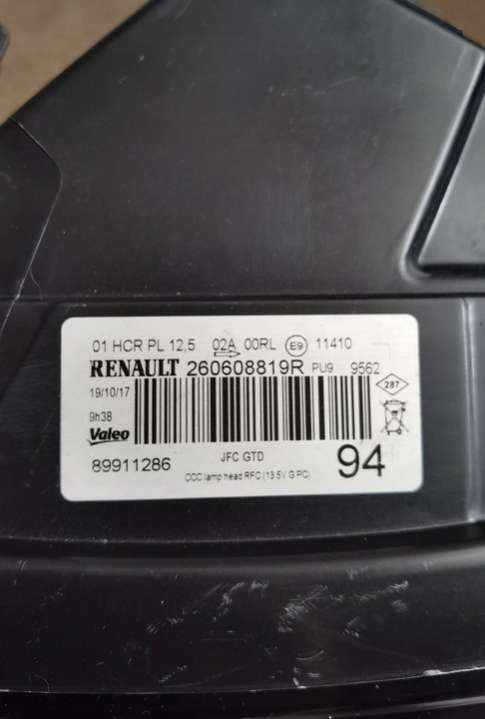 01 HCR PL 12,5 02A 00RL E9 11410
RENAULT 260608819R PU9 9562
19/10/17
287
9h38
Valeo
89911286 JFC GTD 94
CCC lamp head RFC (13.5V G PC)